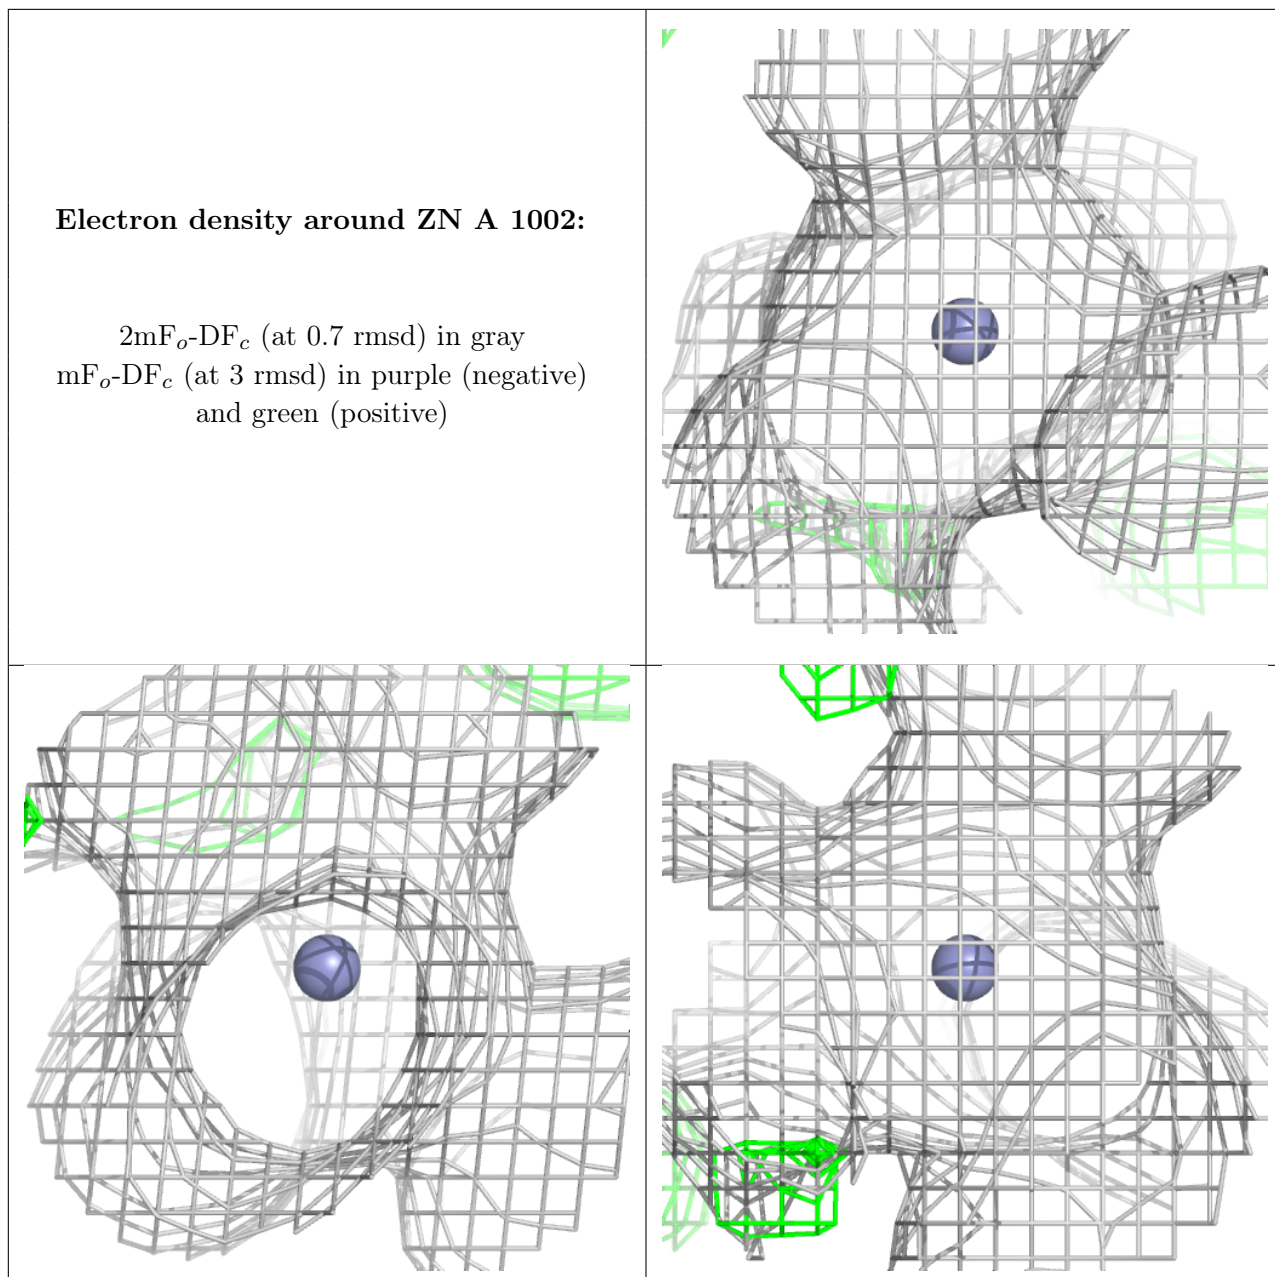 Electron density around ZN A 1002:
2mFo-DFc (at 0.7 rmsd) in gray
mFo-DFc (at 3 rmsd) in purple (negative)
and green (positive)